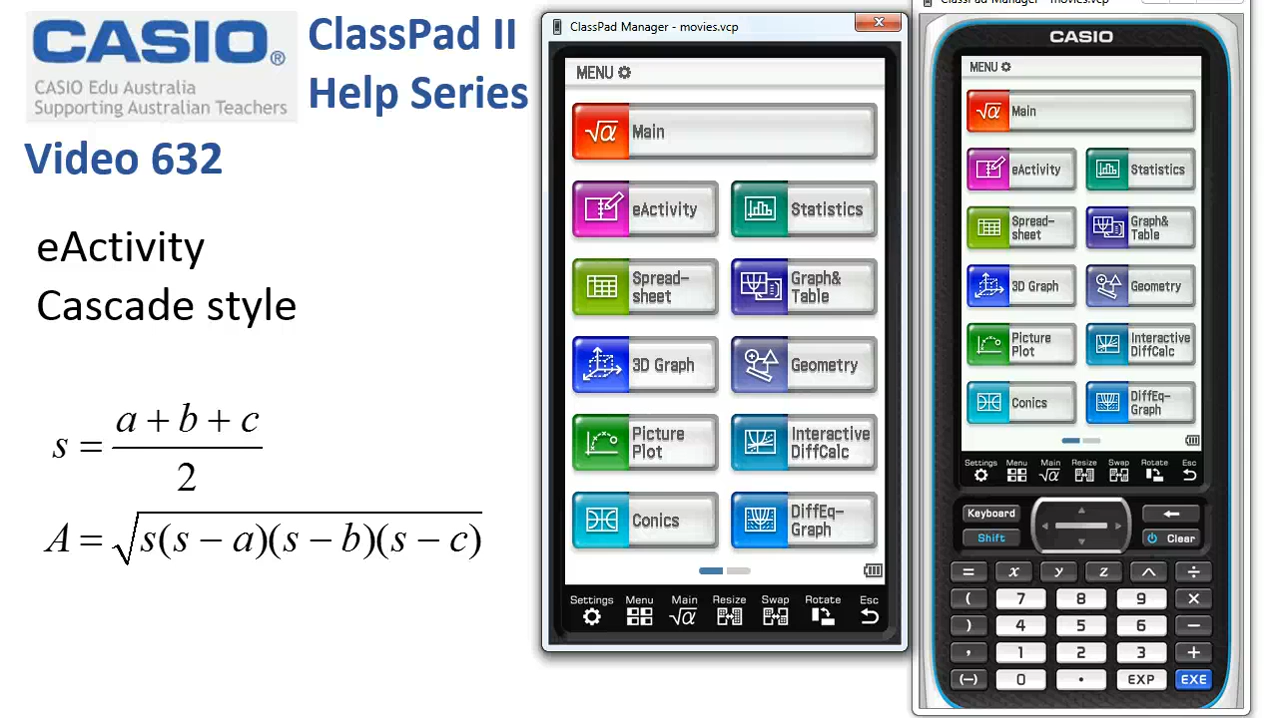 CASIO®
CASIO Edu Australia
Supporting Australian Teachers
ClassPad II
Help Series
Video 632
eActivity
Cascade style
s = a + b + c / 2
A = √s(s − a)(s − b)(s − c)
ClassPad Manager - movies.vcp
MENU
Main
eActivity
Statistics
Spread-
sheet
Graph&
Table
3D Graph
Geometry
Picture
Plot
Interactive
DiffCalc
Conics
DiffEq-
Graph
Settings Menu Main Resize Swap Rotate Esc
ClassPad Manager - movies.vcp
CASIO
MENU
Main
eActivity
Statistics
Spread-
sheet
Graph&
Table
3D Graph
Geometry
Picture
Plot
Interactive
DiffCalc
Conics
DiffEq-
Graph
Settings Menu Main Resize Swap Rotate Esc
Keyboard
Shift
Clear
= x y z ^ ÷
( 7 8 9 ×
) 4 5 6 −
, 1 2 3 +
(−) 0 · EXP EXE